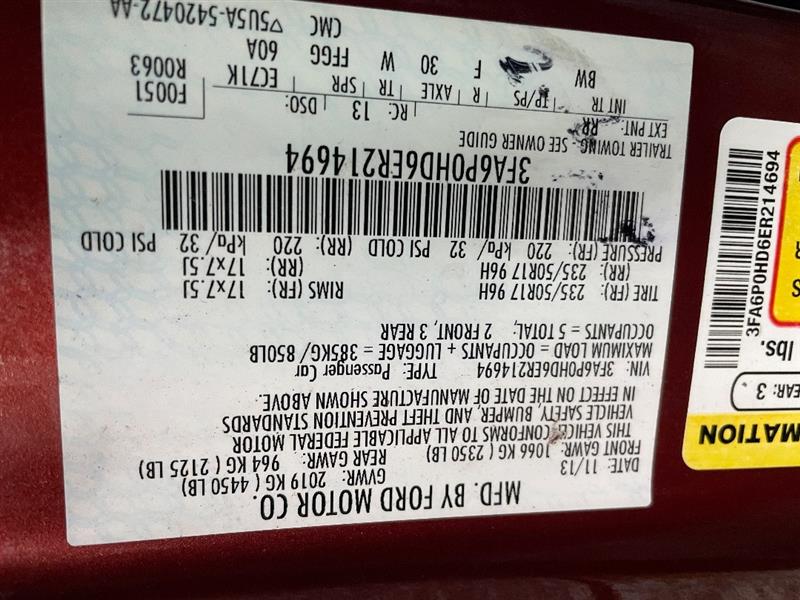 MFD. BY FORD MOTOR CO.
DATE: 11/13 GVWR: 2019 KG ( 4450 LB)
FRONT GAWR: 1066 KG ( 2350 LB) REAR GAWR: 964 KG ( 2125 LB)
THIS VEHICLE CONFORMS TO ALL APPLICABLE FEDERAL MOTOR
VEHICLE SAFETY, BUMPER, AND THEFT PREVENTION STANDARDS
IN EFFECT ON THE DATE OF MANUFACTURE SHOWN ABOVE.
VIN: 3FA6P0HD6ER214694 TYPE: Passenger Car
MAXIMUM LOAD = OCCUPANTS + LUGGAGE = 385KG/ 850LB
OCCUPANTS = 5 TOTAL; 2 FRONT, 3 REAR
TIRE (FR): 235/50R17 96H RIMS (FR): 17x7.5J
(RR): 235/50R17 96H (RR): 17x7.5J
PRESSURE (FR): 220 kPa/ 32 PSI COLD (RR): 220 kPa/ 32 PSI COLD
3FA6P0HD6ER214694
TRAILER TOWING - SEE OWNER GUIDE
EXT PNT: RR RC: 13 DSO: F0051
INT TR TP/PS R AXLE TR SPR EC71K R0063
BW F 30 W FFGG 60A
CMC ▽5U5A-5420472-AA
MATION
EAR: 3
lbs.
S
R
3FA6P0HD6ER214694